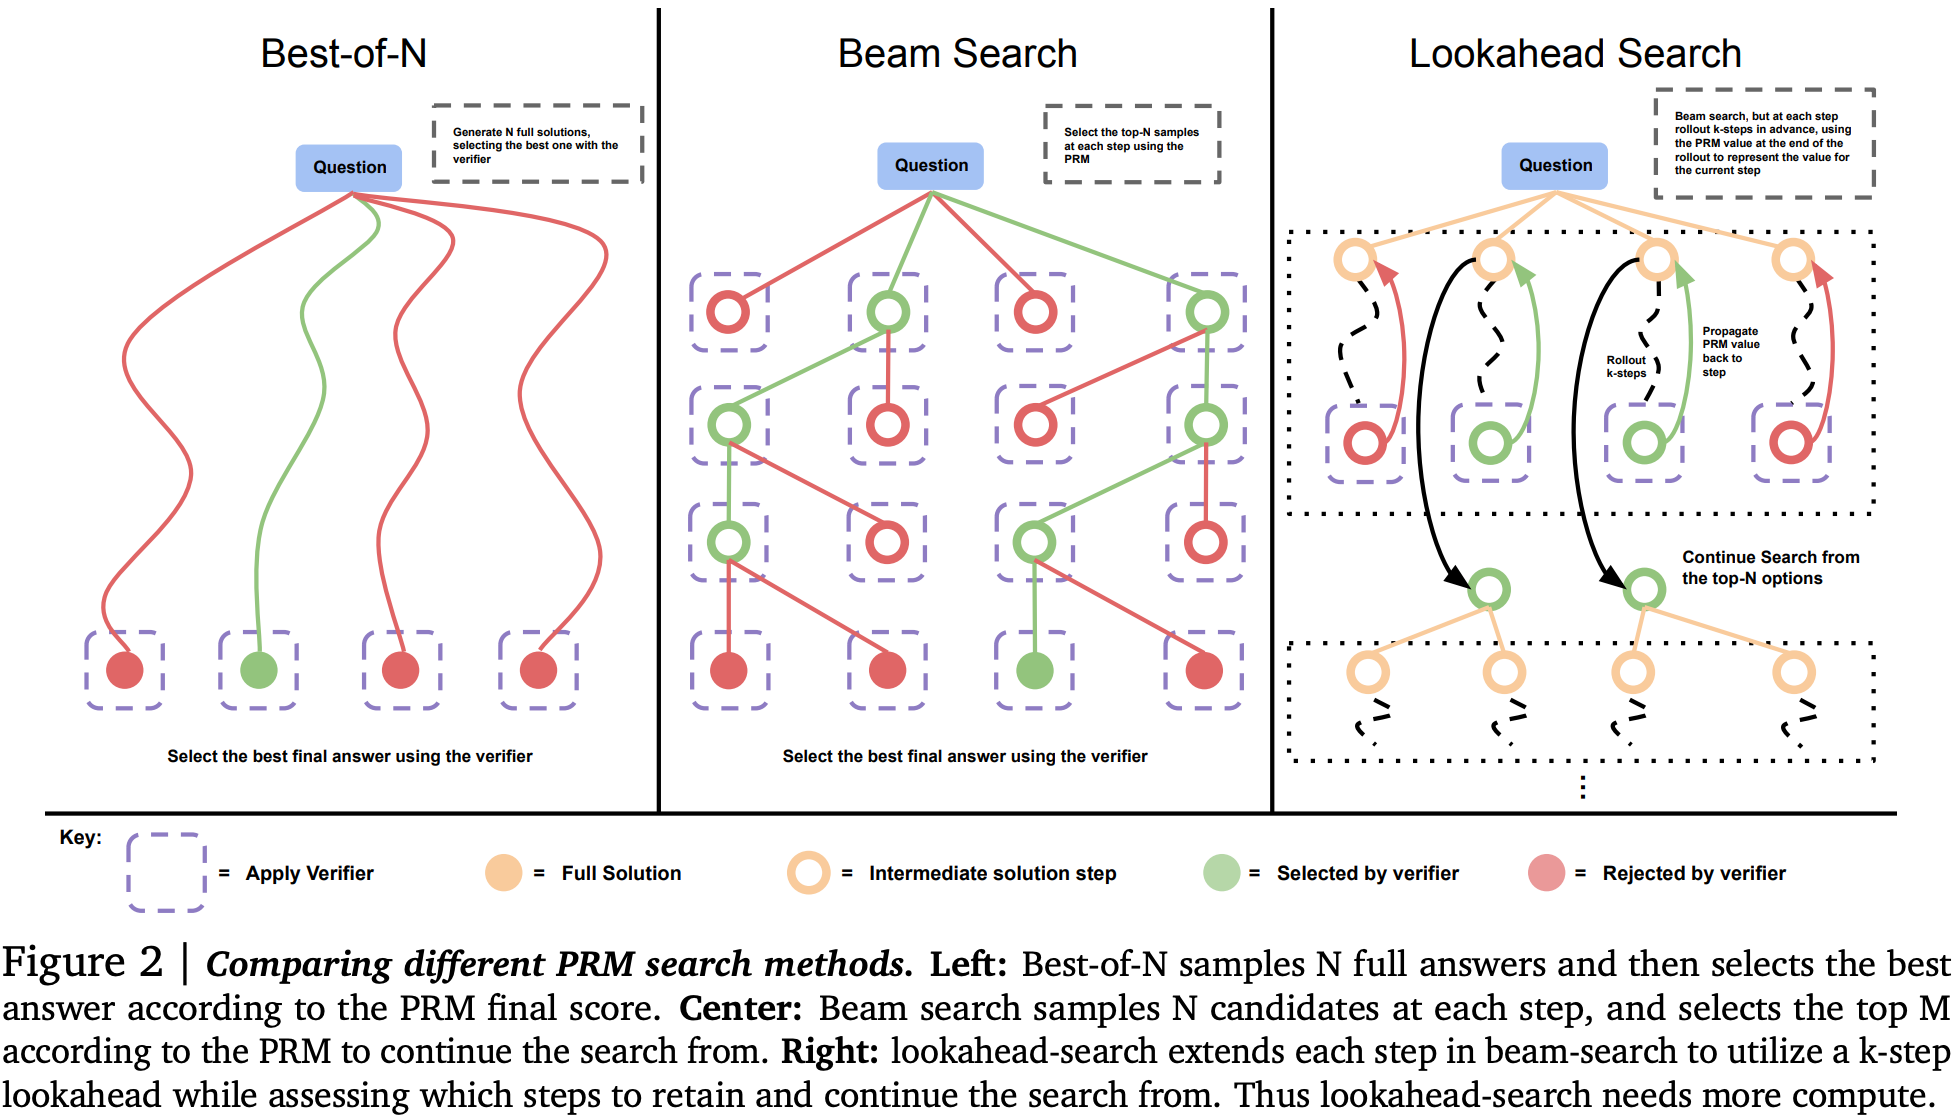 Best-of-N
Generate N full solutions,
selecting the best one with the
verifier
Question
Select the best final answer using the verifier
Beam Search
Select the top-N samples
at each step using the
PRM
Question
Select the best final answer using the verifier
Lookahead Search
Beam search, but at each step
rollout k-steps in advance, using
the PRM value at the end of the
rollout to represent the value for
the current step
Question
Rollout
k-steps
Propagate
PRM value
back to
step
Continue Search from
the top-N options
Key:
= Apply Verifier
= Full Solution
= Intermediate solution step
= Selected by verifier
= Rejected by verifier
Figure 2 | Comparing different PRM search methods. Left: Best-of-N samples N full answers and then selects the best
answer according to the PRM final score. Center: Beam search samples N candidates at each step, and selects the top M
according to the PRM to continue the search from. Right: lookahead-search extends each step in beam-search to utilize a k-step
lookahead while assessing which steps to retain and continue the search from. Thus lookahead-search needs more compute.